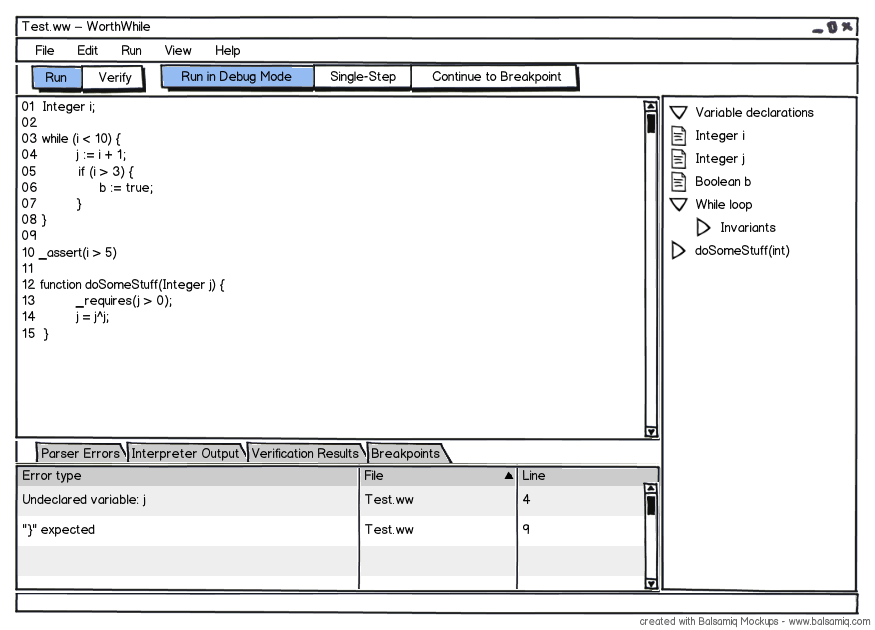 Test.ww – WorthWhile
File Edit Run View Help
Run Verify Run in Debug Mode Single-Step Continue to Breakpoint
01 Integer i;
02
03 while (i < 10) {
04 j := i + 1;
05 if (i > 3) {
06 b := true;
07 }
08 }
09
10 _assert(i > 5)
11
12 function doSomeStuff(Integer j) {
13 _requires(j > 0);
14 j = j^j;
15 }
Variable declarations
Integer i
Integer j
Boolean b
While loop
Invariants
doSomeStuff(int)
Parser Errors Interpreter Output Verification Results Breakpoints
Error type File Line
Undeclared variable: j Test.ww 4
"}" expected Test.ww 9
created with Balsamiq Mockups - www.balsamiq.com